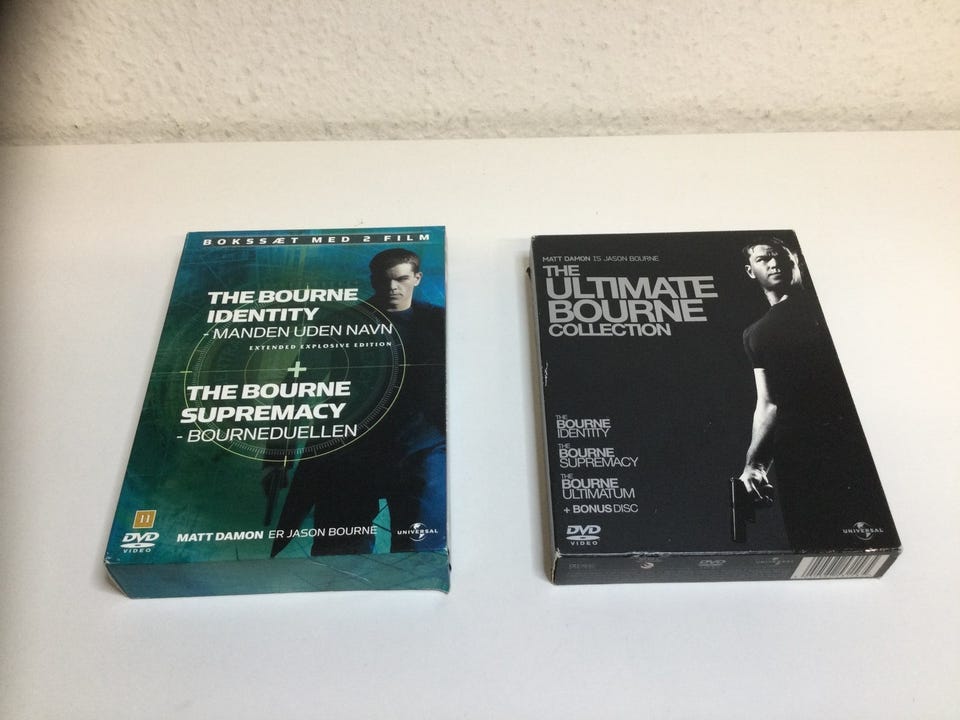 BOKSSÆT MED 2 FILM
THE BOURNE
IDENTITY
- MANDEN UDEN NAVN
EXTENDED EXPLOSIVE EDITION
+
THE BOURNE
SUPREMACY
- BOURNEDUELLEN
11
DVD
VIDEO
MATT DAMON ER JASON BOURNE
UNIVERSAL
MATT DAMON IS JASON BOURNE
THE
ULTIMATE
BOURNE
COLLECTION
THE
BOURNE
IDENTITY
THE
BOURNE
SUPREMACY
THE
BOURNE
ULTIMATUM
+ BONUS DISC
DVD
VIDEO
UNIVERSAL
DVD
UNIVERSAL